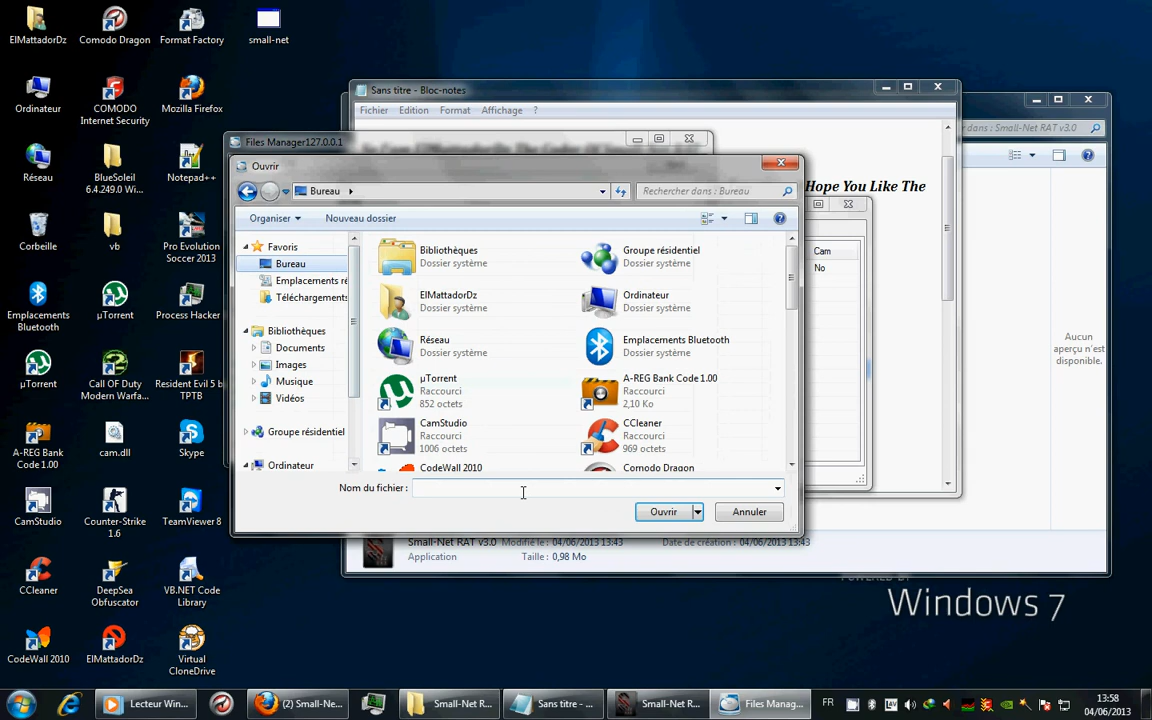 ElMattadorDz
Comodo Dragon
Format Factory
small-net
Ordinateur
COMODO
Internet Security
Mozilla Firefox
Réseau
BlueSoleil
6.4.249.0 Wi...
Notepad++
Corbeille
vb
Pro Evolution
Soccer 2013
Emplacements
Bluetooth
µTorrent
Process Hacker
µTorrent
Call OF Duty
Modern Warfa...
Resident Evil 5 b
TPTB
A-REG Bank
Code 1.00
cam.dll
Skype
CamStudio
Counter-Strike
1.6
TeamViewer 8
CCleaner
DeepSea
Obfuscator
VB.NET Code
Library
CodeWall 2010
ElMattadorDz
Virtual
CloneDrive
Sans titre - Bloc-notes
Fichier Edition Format Affichage ?
dans : Small-Net RAT v3.0
Hope You Like The
Cam
No
Aucun
aperçu n'est
disponible.
Files Manager127.0.0.1
Ouvrir
Bureau
Rechercher dans : Bureau
Organiser
Nouveau dossier
Favoris
Bureau
Emplacements ré
Téléchargements
Bibliothèques
Documents
Images
Musique
Vidéos
Groupe résidentiel
Ordinateur
Bibliothèques
Dossier système
Groupe résidentiel
Dossier système
ElMattadorDz
Dossier système
Ordinateur
Dossier système
Réseau
Dossier système
Emplacements Bluetooth
Dossier système
µTorrent
Raccourci
852 octets
A-REG Bank Code 1.00
Raccourci
2,10 Ko
CamStudio
Raccourci
1006 octets
CCleaner
Raccourci
969 octets
CodeWall 2010
Comodo Dragon
Nom du fichier :
Ouvrir
Annuler
Small-Net RAT v3.0 Modifié le : 04/06/2013 13:43 Date de création : 04/06/2013 13:43
Application Taille : 0,98 Mo
Windows 7
Lecteur Win...
(2) Small-Ne...
Small-Net R...
Sans titre - ...
Small-Net R...
Files Manag...
FR
13:58
04/06/2013